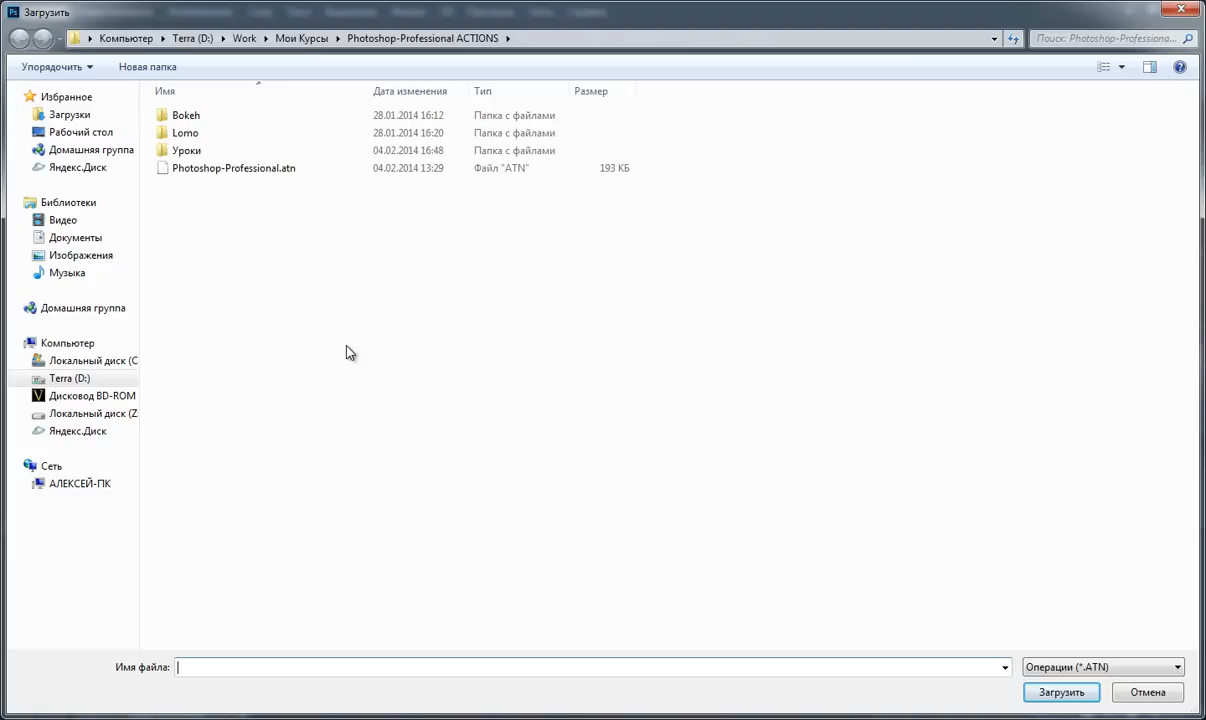 Загрузить
Компьютер Terra (D:) Work Мои Курсы Photoshop-Professional ACTIONS
Поиск: Photoshop-Professiona...
Упорядочить Новая папка
Имя Дата изменения Тип Размер
Bokeh 28.01.2014 16:12 Папка с файлами
Lomo 28.01.2014 16:20 Папка с файлами
Уроки 04.02.2014 16:48 Папка с файлами
Photoshop-Professional.atn 04.02.2014 13:29 Файл "ATN" 193 КБ
Избранное
Загрузки
Рабочий стол
Домашняя группа
Яндекс.Диск
Библиотеки
Видео
Документы
Изображения
Музыка
Домашняя группа
Компьютер
Локальный диск (C
Terra (D:)
Дисковод BD-ROM
Локальный диск (Z
Яндекс.Диск
Сеть
АЛЕКСЕЙ-ПК
Имя файла:
Операции (*.ATN)
Загрузить Отмена